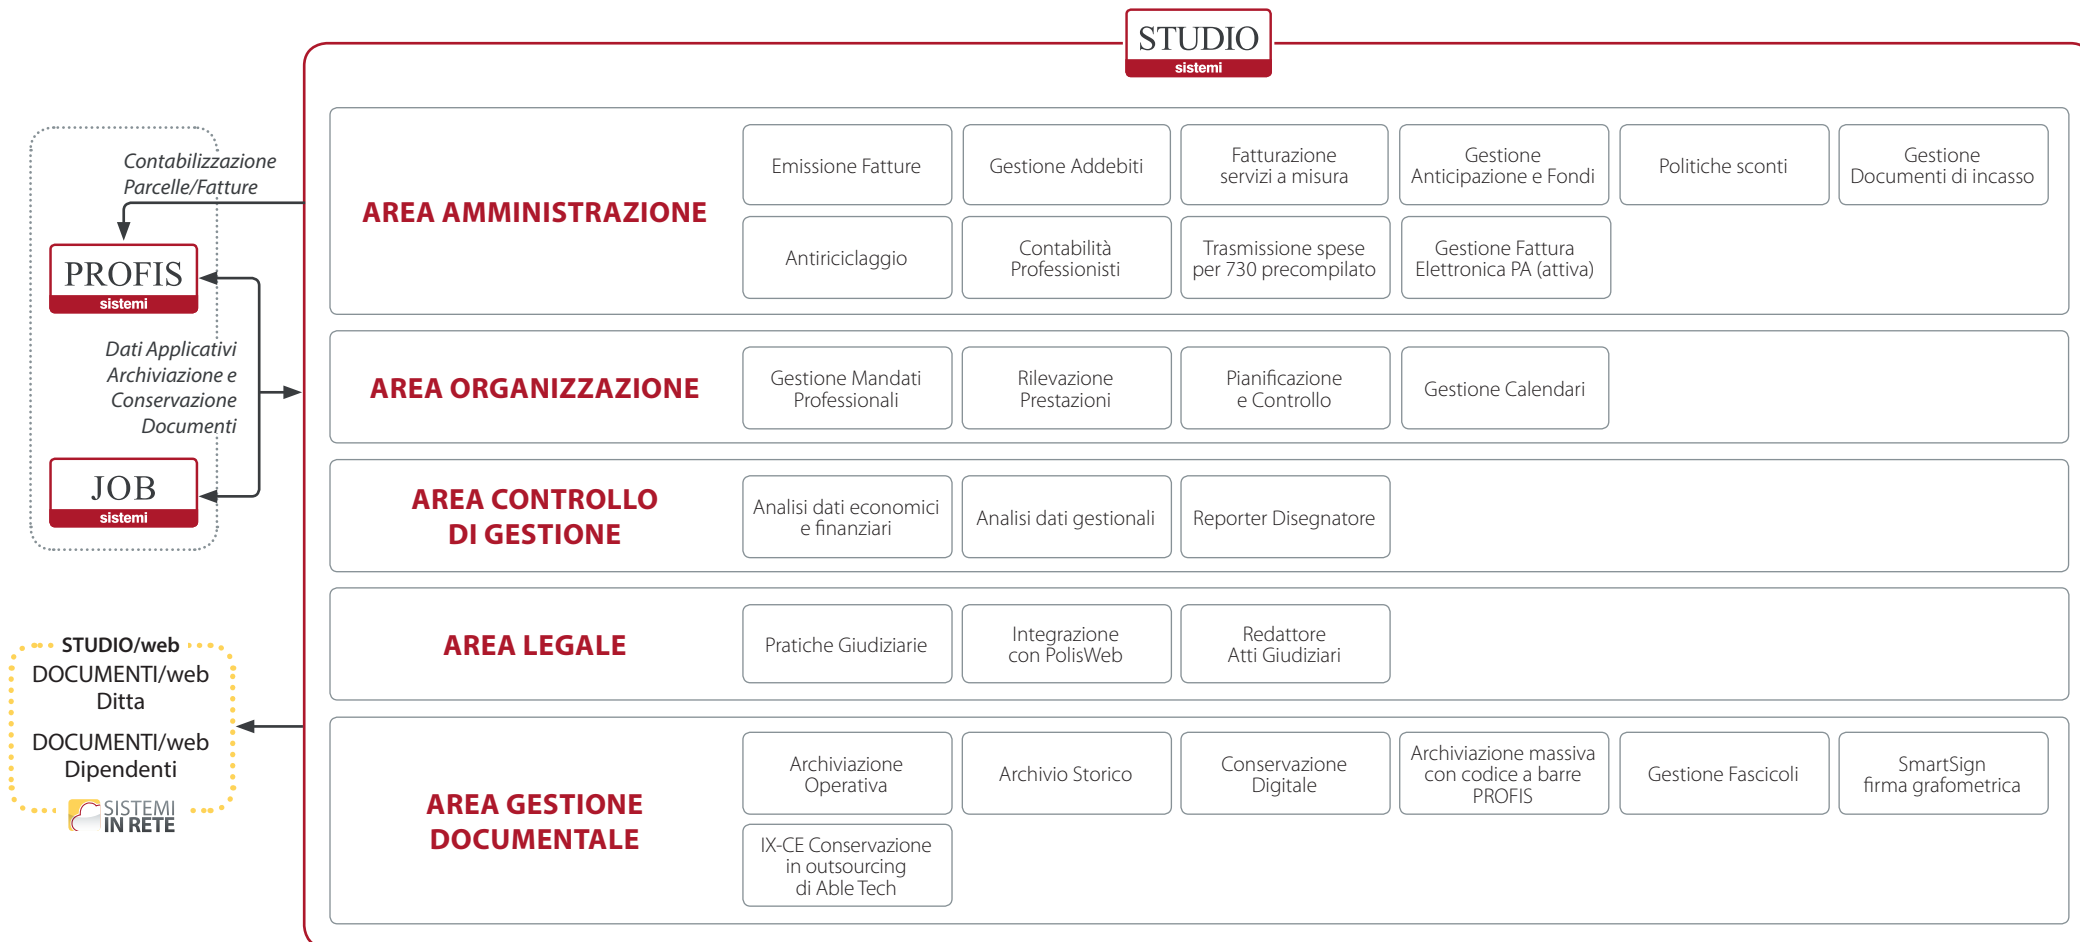 STUDIO
sistemi
Contabilizzazione
Parcelle/Fatture
PROFIS
sistemi
Dati Applicativi
Archiviazione e
Conservazione
Documenti
JOB
sistemi
STUDIO/web
DOCUMENTI/web
Ditta
DOCUMENTI/web
Dipendenti
SISTEMI
IN RETE
AREA AMMINISTRAZIONE
Emissione Fatture
Gestione Addebiti
Fatturazione
servizi a misura
Gestione
Anticipazione e Fondi
Politiche sconti
Gestione
Documenti di incasso
Antiriciclaggio
Contabilità
Professionisti
Trasmissione spese
per 730 precompilato
Gestione Fattura
Elettronica PA (attiva)
AREA ORGANIZZAZIONE
Gestione Mandati
Professionali
Rilevazione
Prestazioni
Pianificazione
e Controllo
Gestione Calendari
AREA CONTROLLO
DI GESTIONE
Analisi dati economici
e finanziari
Analisi dati gestionali
Reporter Disegnatore
AREA LEGALE
Pratiche Giudiziarie
Integrazione
con PolisWeb
Redattore
Atti Giudiziari
AREA GESTIONE
DOCUMENTALE
Archiviazione
Operativa
Archivio Storico
Conservazione
Digitale
Archiviazione massiva
con codice a barre
PROFIS
Gestione Fascicoli
SmartSign
firma grafometrica
IX-CE Conservazione
in outsourcing
di Able Tech